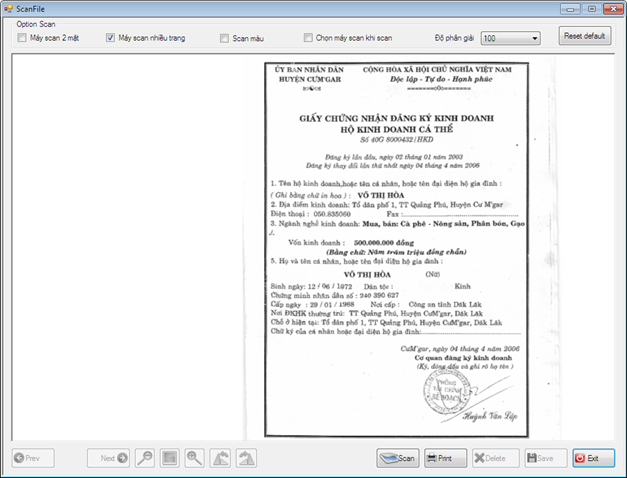 ScanFile
Option Scan
Máy scan 2 mặt
Máy scan nhiều trang
Scan màu
Chọn máy scan khi scan
Độ phân giải
100
Reset default
ỦY BAN NHÂN DÂN CỘNG HÒA XÃ HỘI CHỦ NGHĨA VIỆT NAM
HUYỆN CƯM'GAR Độc lập - Tự do - Hạnh phúc
GIẤY CHỨNG NHẬN ĐĂNG KÝ KINH DOANH
HỘ KINH DOANH CÁ THỂ
Số 40G 8000432/HKD
Đăng ký lần đầu, ngày 02 tháng 01 năm 2003
Đăng ký thay đổi lần thứ nhất ngày 04 tháng 4 năm 2006
1. Tên hộ kinh doanh,hoặc tên cá nhân, hoặc tên đại diện hộ gia đình :
( Ghi bằng chữ in hoa ) : VÕ THỊ HÒA
2. Địa điểm kinh doanh: Tổ dân phố 1, TT Quảng Phú, Huyện Cư M'gar
Điện thoại : 050.835060 Fax :
3. Ngành nghề kinh doanh: Mua, bán: Cà phê - Nông sản, Phân bón, Gạo
./.
Vốn kinh doanh : 500.000.000 đồng
(Bằng chữ: Năm trăm triệu đồng chẵn)
5. Họ và tên cá nhân, hoặc tên đại diện hộ gia đình :
VÕ THỊ HÒA (Nữ)
Sinh ngày: 12 / 06 / 1972 Dân tộc : Kinh
Chứng minh nhân dân số : 240 390 627
Cấp ngày : 29 / 01 / 1988 Nơi cấp : Công an tỉnh Dăk Lăk
Nơi ĐKHK thường trú: TT Quảng Phú, Huyện CưM'gar, Dăk Lăk
Chỗ ở hiện tại: Tổ dân phố 1, TT Quảng Phú, Huyện CưM'gar, Dăk Lăk
Chữ ký của cá nhân hoặc đại diện hộ gia đình:
CưM'gar, ngày 04 tháng 4 năm 2006
Cơ quan đăng ký kinh doanh
(Ký, đóng dấu và ghi rõ họ tên )
PHÒNG
TÀI CHÍNH
KẾ HOẠCH
Huỳnh Văn Lập
Prev
Next
Scan
Print
Delete
Save
Exit